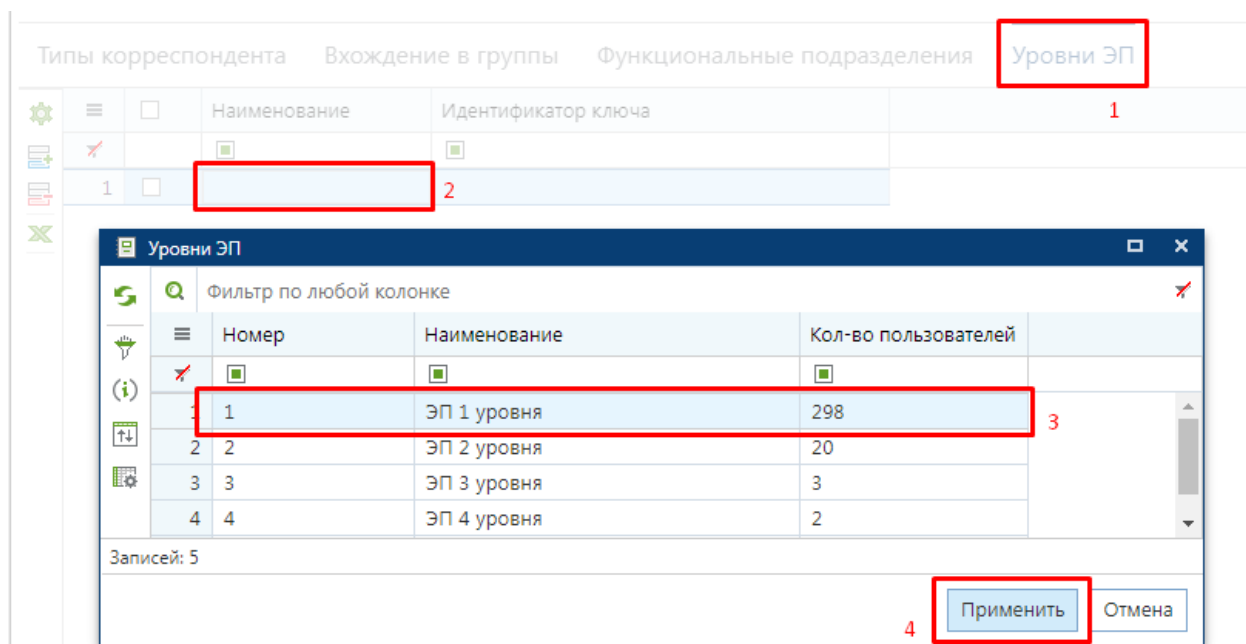 Типы корреспондента Вхождение в группы Функциональные подразделения Уровни ЭП
Наименование Идентификатор ключа 1
1 2
Уровни ЭП
Фильтр по любой колонке
Номер Наименование Кол-во пользователей
1 1 ЭП 1 уровня 298 3
2 2 ЭП 2 уровня 20
3 3 ЭП 3 уровня 3
4 4 ЭП 4 уровня 2
Записей: 5
4 Применить Отмена